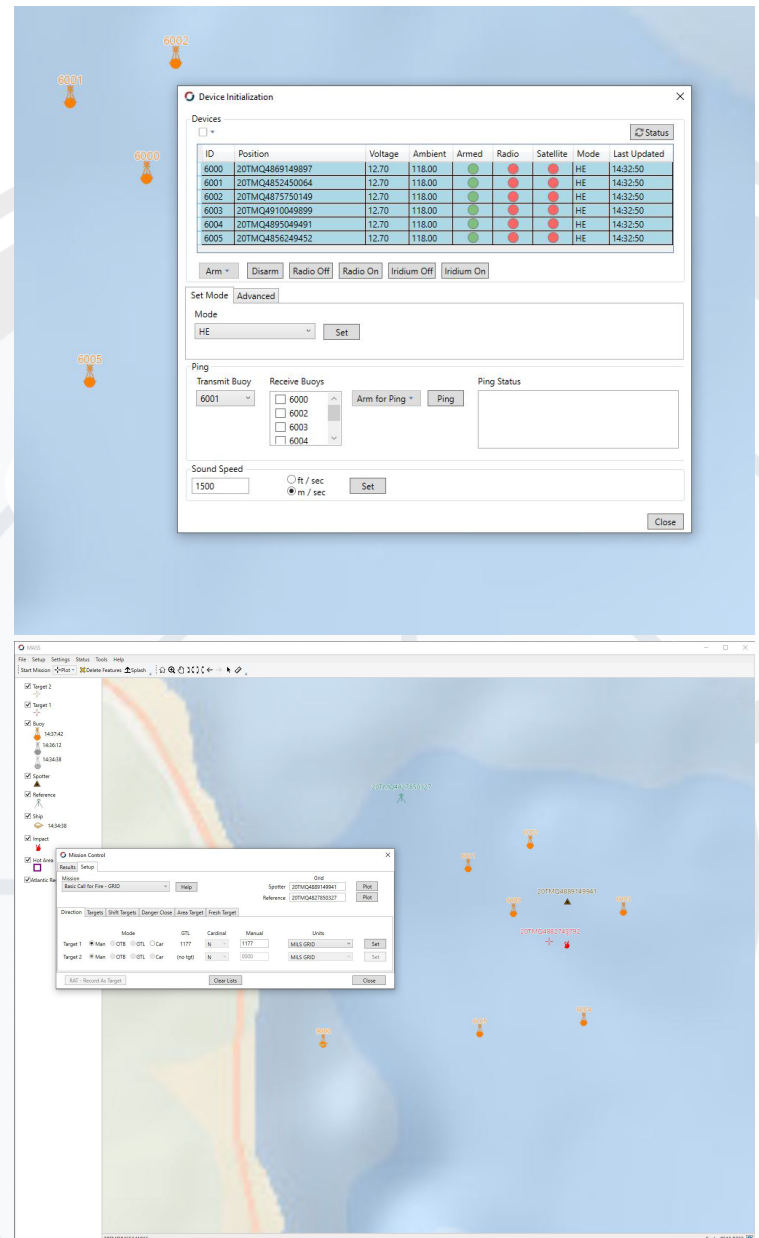 6002
6001
6000
6005
Device Initialization
Devices
Status
ID Position Voltage Ambient Armed Radio Satellite Mode Last Updated
6000 20TMQ4869149897 12.70 118.00 HE 14:32:50
6001 20TMQ4852450064 12.70 118.00 HE 14:32:50
6002 20TMQ4875750149 12.70 118.00 HE 14:32:50
6003 20TMQ4910049899 12.70 118.00 HE 14:32:50
6004 20TMQ4895049491 12.70 118.00 HE 14:32:50
6005 20TMQ4856249452 12.70 118.00 HE 14:32:50
Arm Disarm Radio Off Radio On Iridium Off Iridium On
Set Mode Advanced
Mode
HE Set
Ping
Transmit Buoy Receive Buoys Ping Status
6001 6000 Arm for Ping Ping
6002
6003
6004
Sound Speed
1500 ft / sec
m / sec Set
Close
MASS
File Setup Settings Status Tools Help
Start Mission Plot Delete Features Splash
Target 2
Target 1
Buoy
14:37:42
14:36:12
14:34:38
Spotter
Reference
Ship
14:34:38
Impact
Hot Area
Atlantic Re
20TMQ4827850327
20TMQ4889149941
20TMQ4882749792
Mission Control
Results Setup
Mission Grid
Basic Call for Fire - GRID Help Spotter 20TMQ4889149941 Plot
Reference 20TMQ4827850327 Plot
Direction Targets Shift Targets Danger Close Area Target Fresh Target
Mode GTL Cardinal Manual Units
Target 1 Man OTB GTL Car 1177 N 1177 MILS GRID Set
Target 2 Man OTB GTL Car (no tgt) N 0000 MILS GRID Set
RAT - Record As Target Clear Lists Close